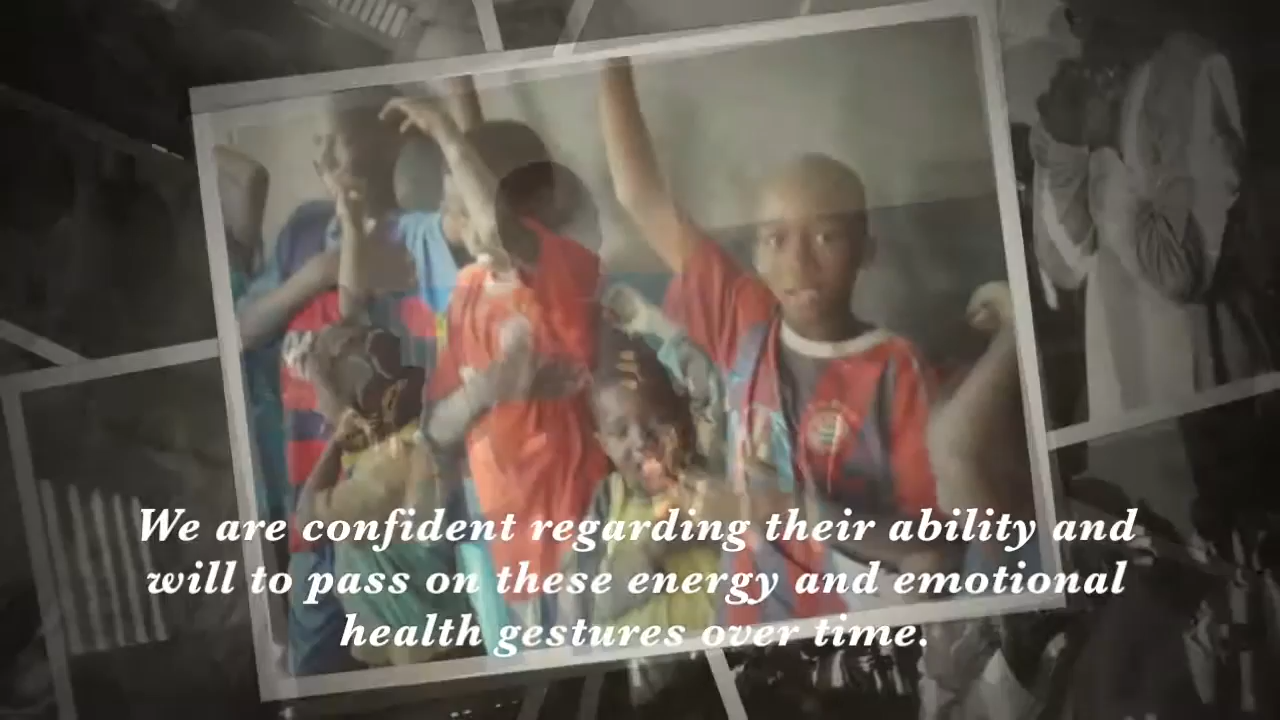 We are confident regarding their ability and
will to pass on these energy and emotional
health gestures over time.